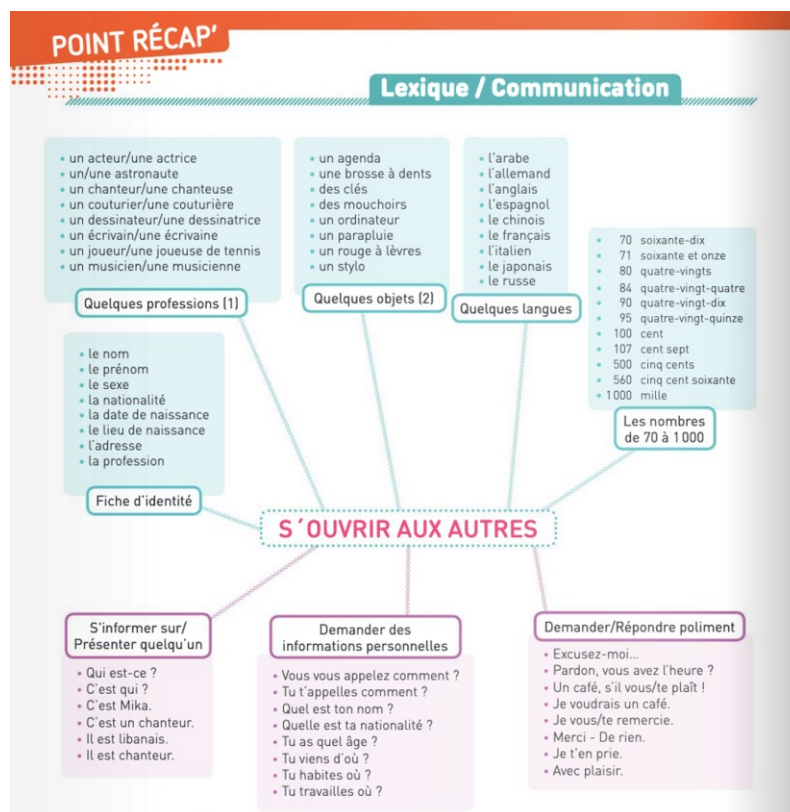 POINT RÉCAP'
Lexique / Communication
• un acteur/une actrice
• un/une astronaute
• un chanteur/une chanteuse
• un couturier/une couturière
• un dessinateur/une dessinatrice
• un écrivain/une écrivaine
• un joueur/une joueuse de tennis
• un musicien/une musicienne
Quelques professions (1)
• un agenda
• une brosse à dents
• des clés
• des mouchoirs
• un ordinateur
• un parapluie
• un rouge à lèvres
• un stylo
Quelques objets (2)
• l'arabe
• l'allemand
• l'anglais
• l'espagnol
• le chinois
• le français
• l'italien
• le japonais
• le russe
Quelques langues
• 70 soixante-dix
• 71 soixante et onze
• 80 quatre-vingts
• 84 quatre-vingt-quatre
• 90 quatre-vingt-dix
• 95 quatre-vingt-quinze
• 100 cent
• 107 cent sept
• 500 cinq cents
• 560 cinq cent soixante
• 1 000 mille
Les nombres
de 70 à 1 000
• le nom
• le prénom
• le sexe
• la nationalité
• la date de naissance
• le lieu de naissance
• l'adresse
• la profession
Fiche d'identité
S´OUVRIR AUX AUTRES
S'informer sur/
Présenter quelqu'un
• Qui est-ce ?
• C'est qui ?
• C'est Mika.
• C'est un chanteur.
• Il est libanais.
• Il est chanteur.
Demander des
informations personnelles
• Vous vous appelez comment ?
• Tu t'appelles comment ?
• Quel est ton nom ?
• Quelle est ta nationalité ?
• Tu as quel âge ?
• Tu viens d'où ?
• Tu habites où ?
• Tu travailles où ?
Demander/Répondre poliment
• Excusez-moi...
• Pardon, vous avez l'heure ?
• Un café, s'il vous/te plaît !
• Je voudrais un café.
• Je vous/te remercie.
• Merci - De rien.
• Je t'en prie.
• Avec plaisir.